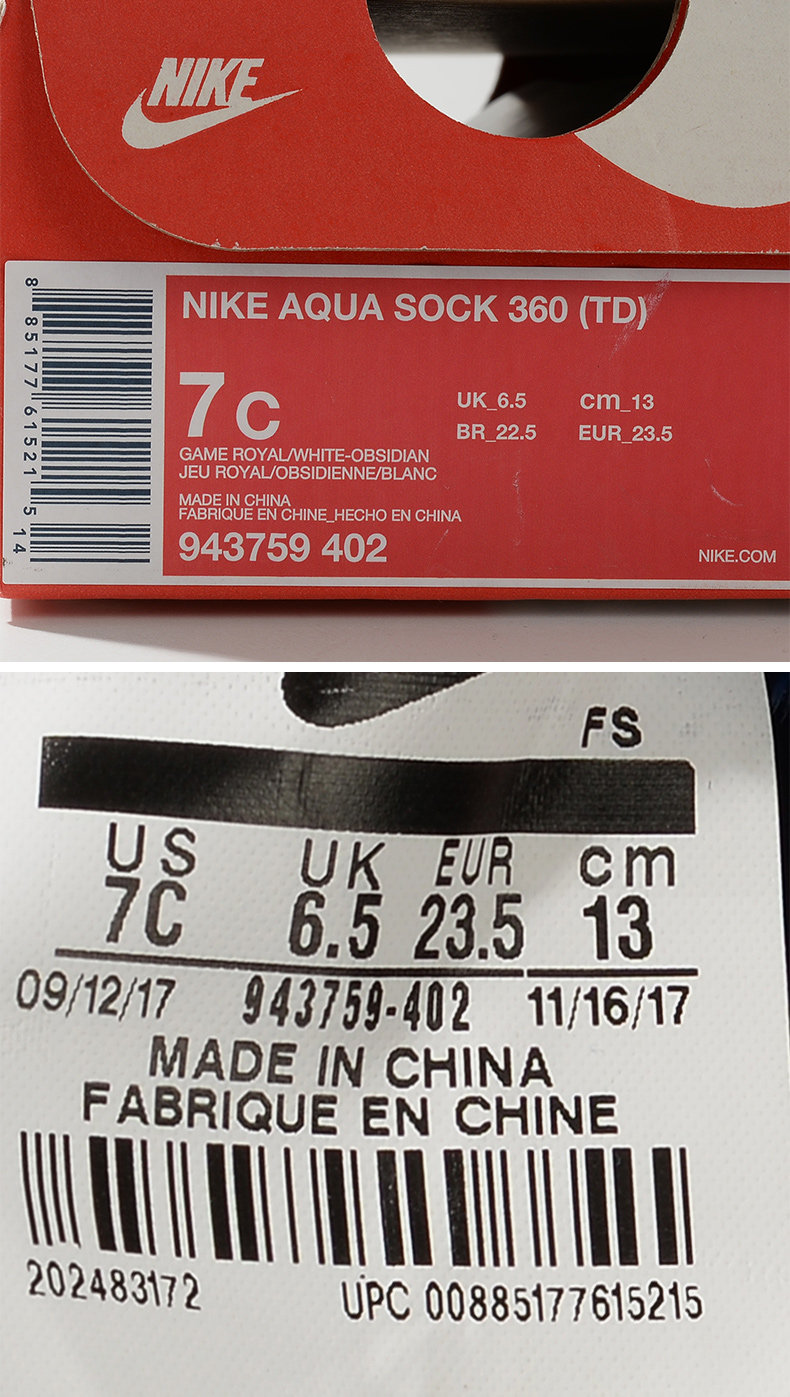 NIKE
NIKE AQUA SOCK 360 (TD)
7C
UK_6.5 cm_13
BR_22.5 EUR_23.5
GAME ROYAL/WHITE-OBSIDIAN
JEU ROYAL/OBSIDIENNE/BLANC
MADE IN CHINA
FABRIQUE EN CHINE_HECHO EN CHINA
943759 402
NIKE.COM
8 85177 61521 5 14
FS
US UK EUR cm
7C 6.5 23.5 13
09/12/17 943759-402 11/16/17
MADE IN CHINA
FABRIQUE EN CHINE
202483172 UPC 00885177615215